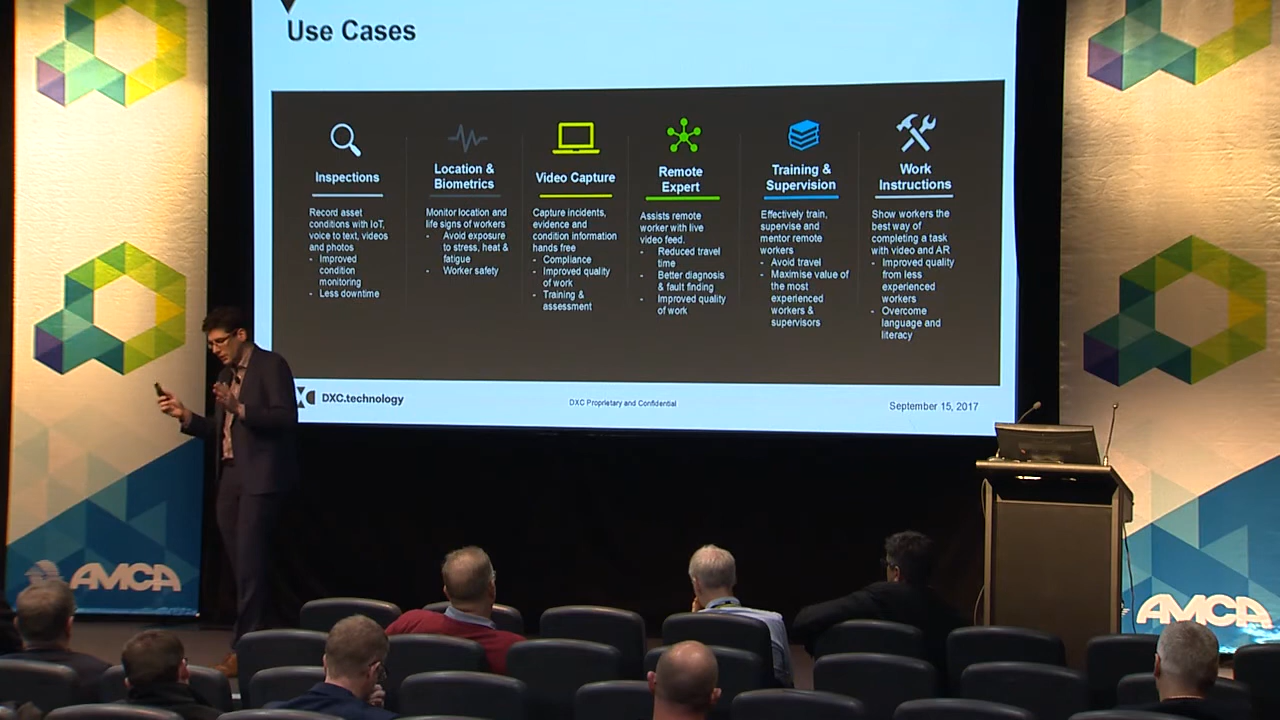 Use Cases
Inspections
Record asset
conditions with IoT,
voice to text, videos
and photos
- Improved
condition
monitoring
- Less downtime
Location &
Biometrics
Monitor location and
life signs of workers
- Avoid exposure
to stress, heat &
fatigue
- Worker safety
Video Capture
Capture incidents,
evidence and
condition information
hands free
- Compliance
- Improved quality
of work
- Training &
assessment
Remote
Expert
Assists remote
worker with live
video feed.
- Reduced travel
time
- Better diagnosis
& fault finding
- Improved quality
of work
Training &
Supervision
Effectively train,
supervise and
mentor remote
workers
- Avoid travel
- Maximise value of
the most
experienced
workers &
supervisors
Work
Instructions
Show workers the
best way of
completing a task
with video and AR
- Improved quality
from less
experienced
workers
- Overcome
language and
literacy
DXC.technology
DXC Proprietary and Confidential
September 15, 2017
AMCA
AMCA